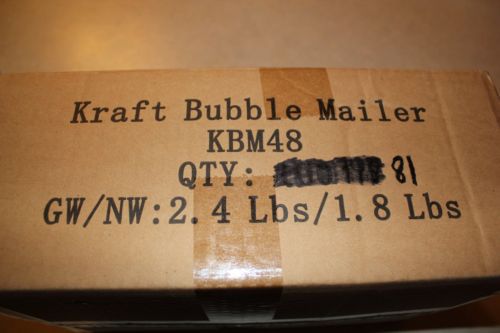 Kraft Bubble Mailer
KBM48
QTY: 81
GW/NW:2.4 Lbs/1.8 Lbs